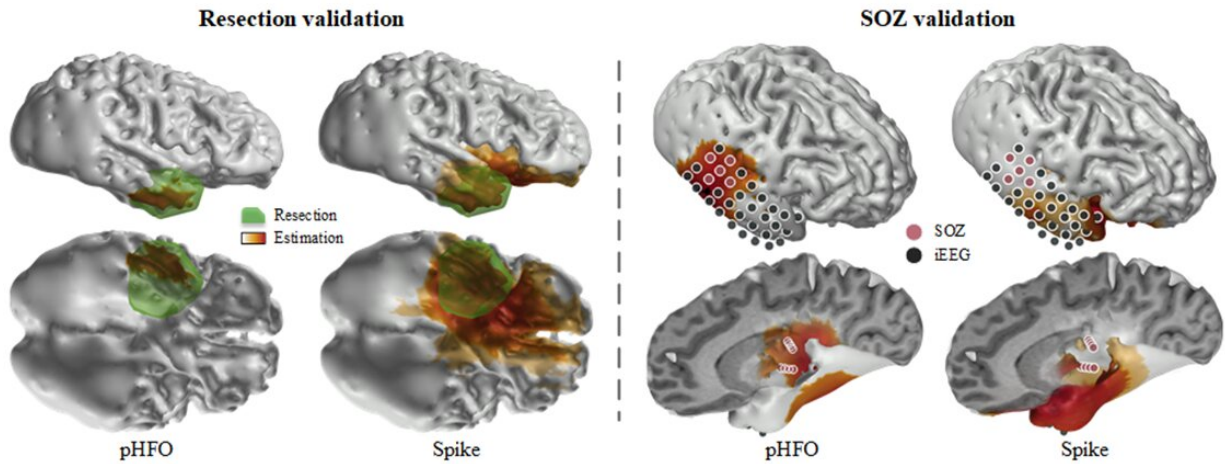 Resection validation
SOZ validation
Resection
Estimation
SOZ
iEEG
pHFO
Spike
pHFO
Spike